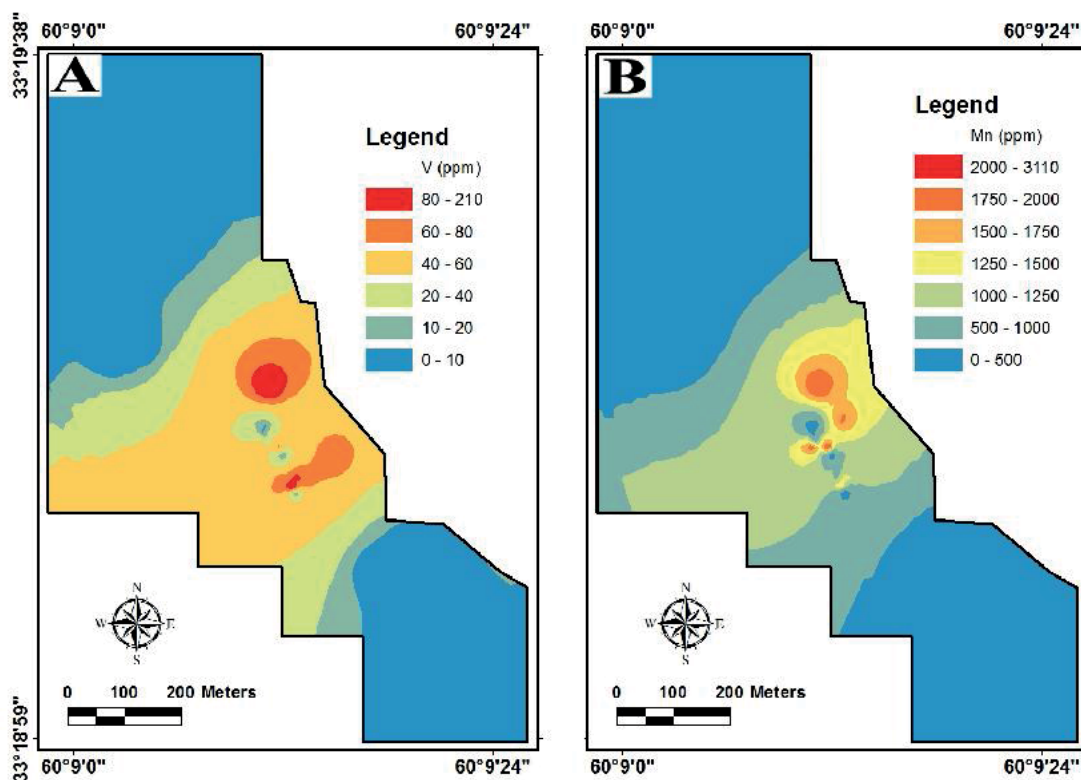 60°9'0"
60°9'24"
33°19'38"
A
Legend
V (ppm)
80 - 210
60 - 80
40 - 60
20 - 40
10 - 20
0 - 10
N
W
E
S
0 100 200 Meters
33°18'59"
60°9'0"
60°9'24"
60°9'0"
60°9'24"
B
Legend
Mn (ppm)
2000 - 3110
1750 - 2000
1500 - 1750
1250 - 1500
1000 - 1250
500 - 1000
0 - 500
N
W
E
S
0 100 200 Meters
60°9'0"
60°9'24"